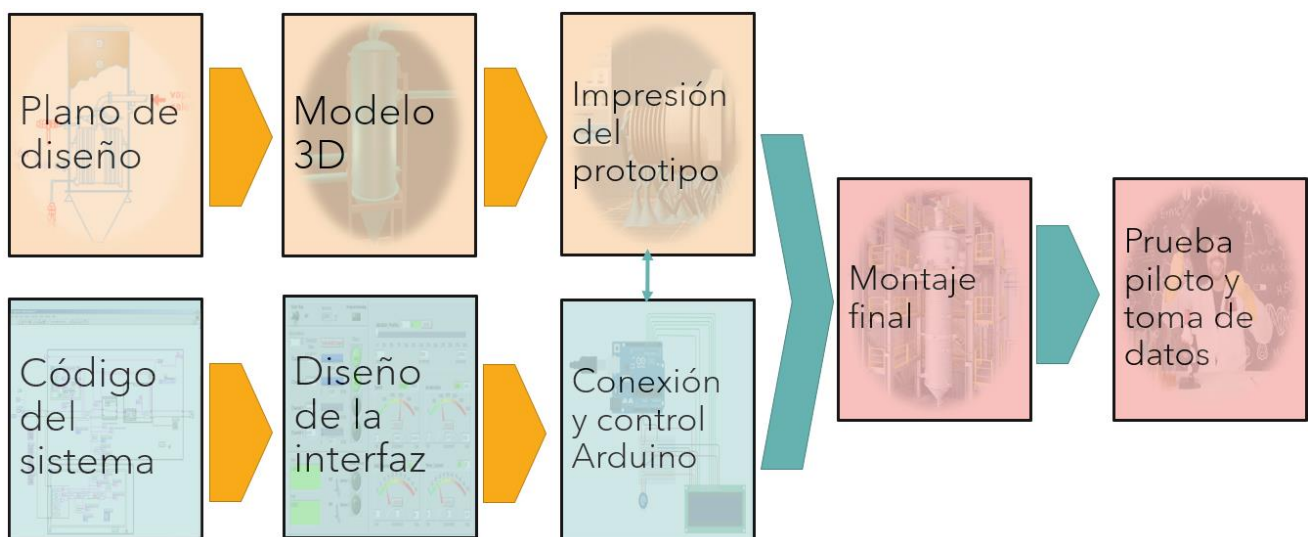 Plano de
diseño
Modelo
3D
Impresión
del
prototipo
Código
del
sistema
Diseño
de la
interfaz
Conexión
y control
Arduino
Montaje
final
Prueba
piloto y
toma de
datos